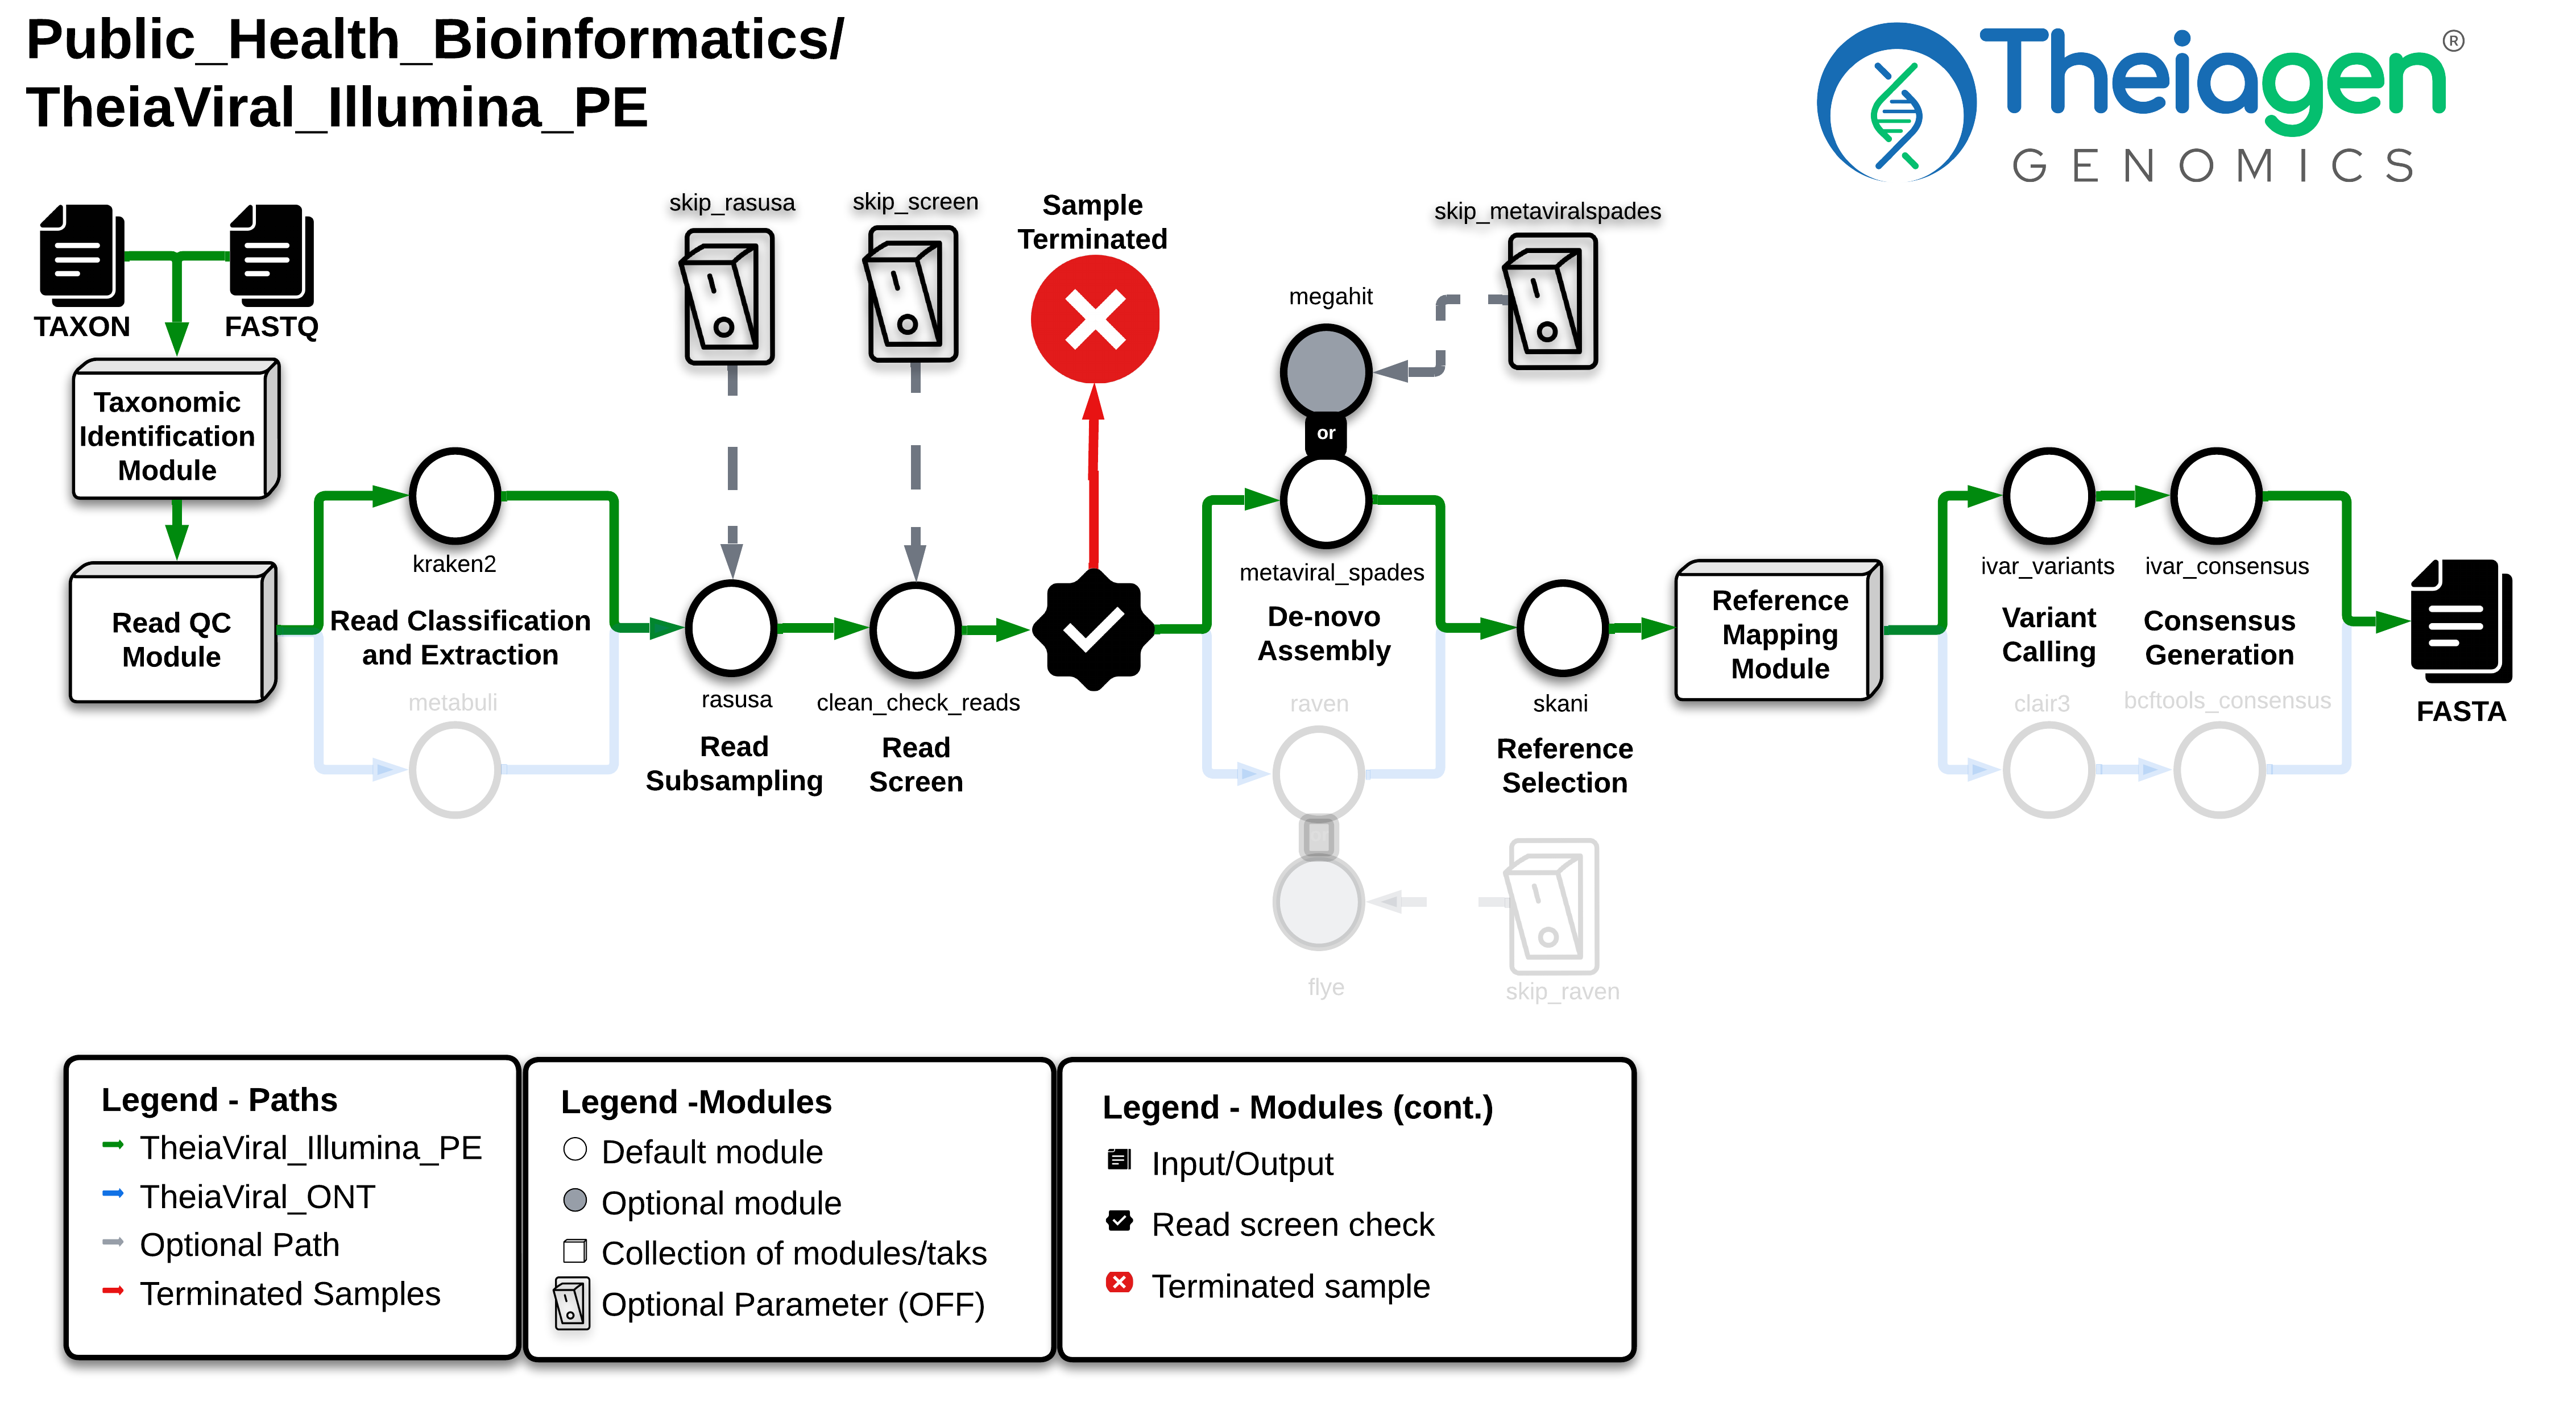 Public_Health_Bioinformatics/
TheiaViral_Illumina_PE
Theiagen®
GENOMICS
TAXON
FASTQ
Taxonomic
Identification
Module
Read QC
Module
kraken2
Read Classification
and Extraction
metabuli
skip_rasusa
rasusa
Read
Subsampling
skip_screen
clean_check_reads
Read
Screen
Sample
Terminated
megahit
skip_metaviralspades
or
metaviral_spades
De-novo
Assembly
raven
flye
skip_raven
skani
Reference
Selection
Reference
Mapping
Module
ivar_variants
Variant
Calling
clair3
ivar_consensus
Consensus
Generation
bcftools_consensus
FASTA
Legend - Paths
TheiaViral_Illumina_PE
TheiaViral_ONT
Optional Path
Terminated Samples
Legend -Modules
Default module
Optional module
Collection of modules/taks
Optional Parameter (OFF)
Legend - Modules (cont.)
Input/Output
Read screen check
Terminated sample